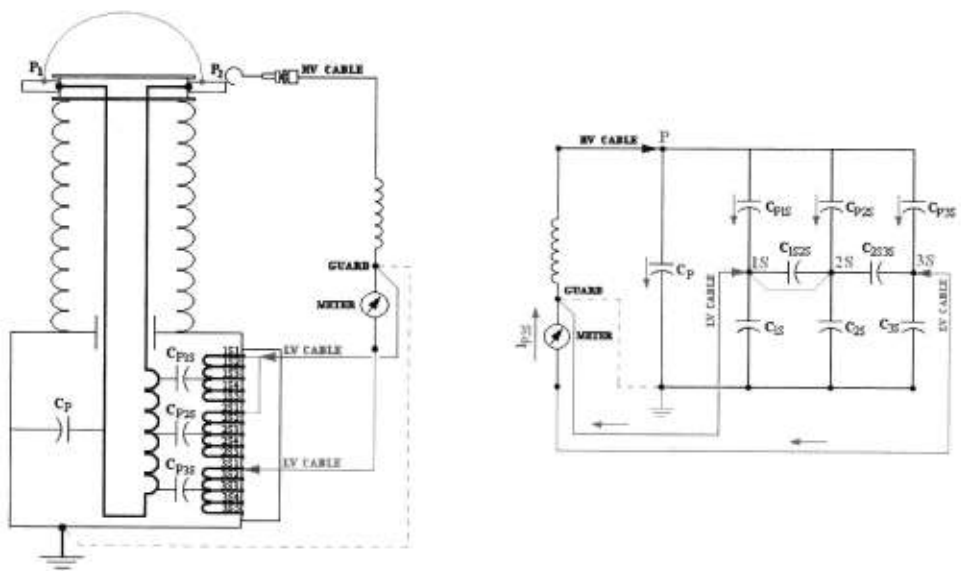 P1
P2
HV CABLE
GUARD
METER
LV CABLE
CP1S
CP
CP2S
CP3S
LV CABLE
1S1
HV CABLE
P
CP1S
CP2S
CP3S
C1S2S
C2S3S
1S
2S
3S
CP
GUARD
METER
LV CABLE
LV CABLE
C1S
C2S
C3S